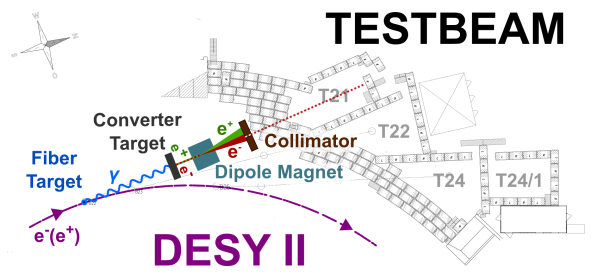 TESTBEAM
T21
T22
T24
T24/1
Converter
Target
Fiber
Target
γ
e+
e-
e+
e-
Collimator
Dipole Magnet
e-(e+)
DESY II